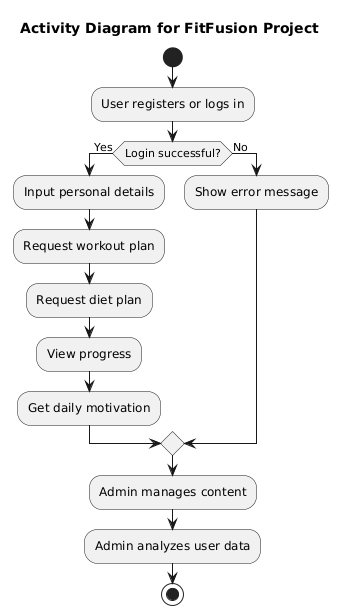 Activity Diagram for FitFusion Project
User registers or logs in
Login successful?
Yes
No
Input personal details
Show error message
Request workout plan
Request diet plan
View progress
Get daily motivation
Admin manages content
Admin analyzes user data